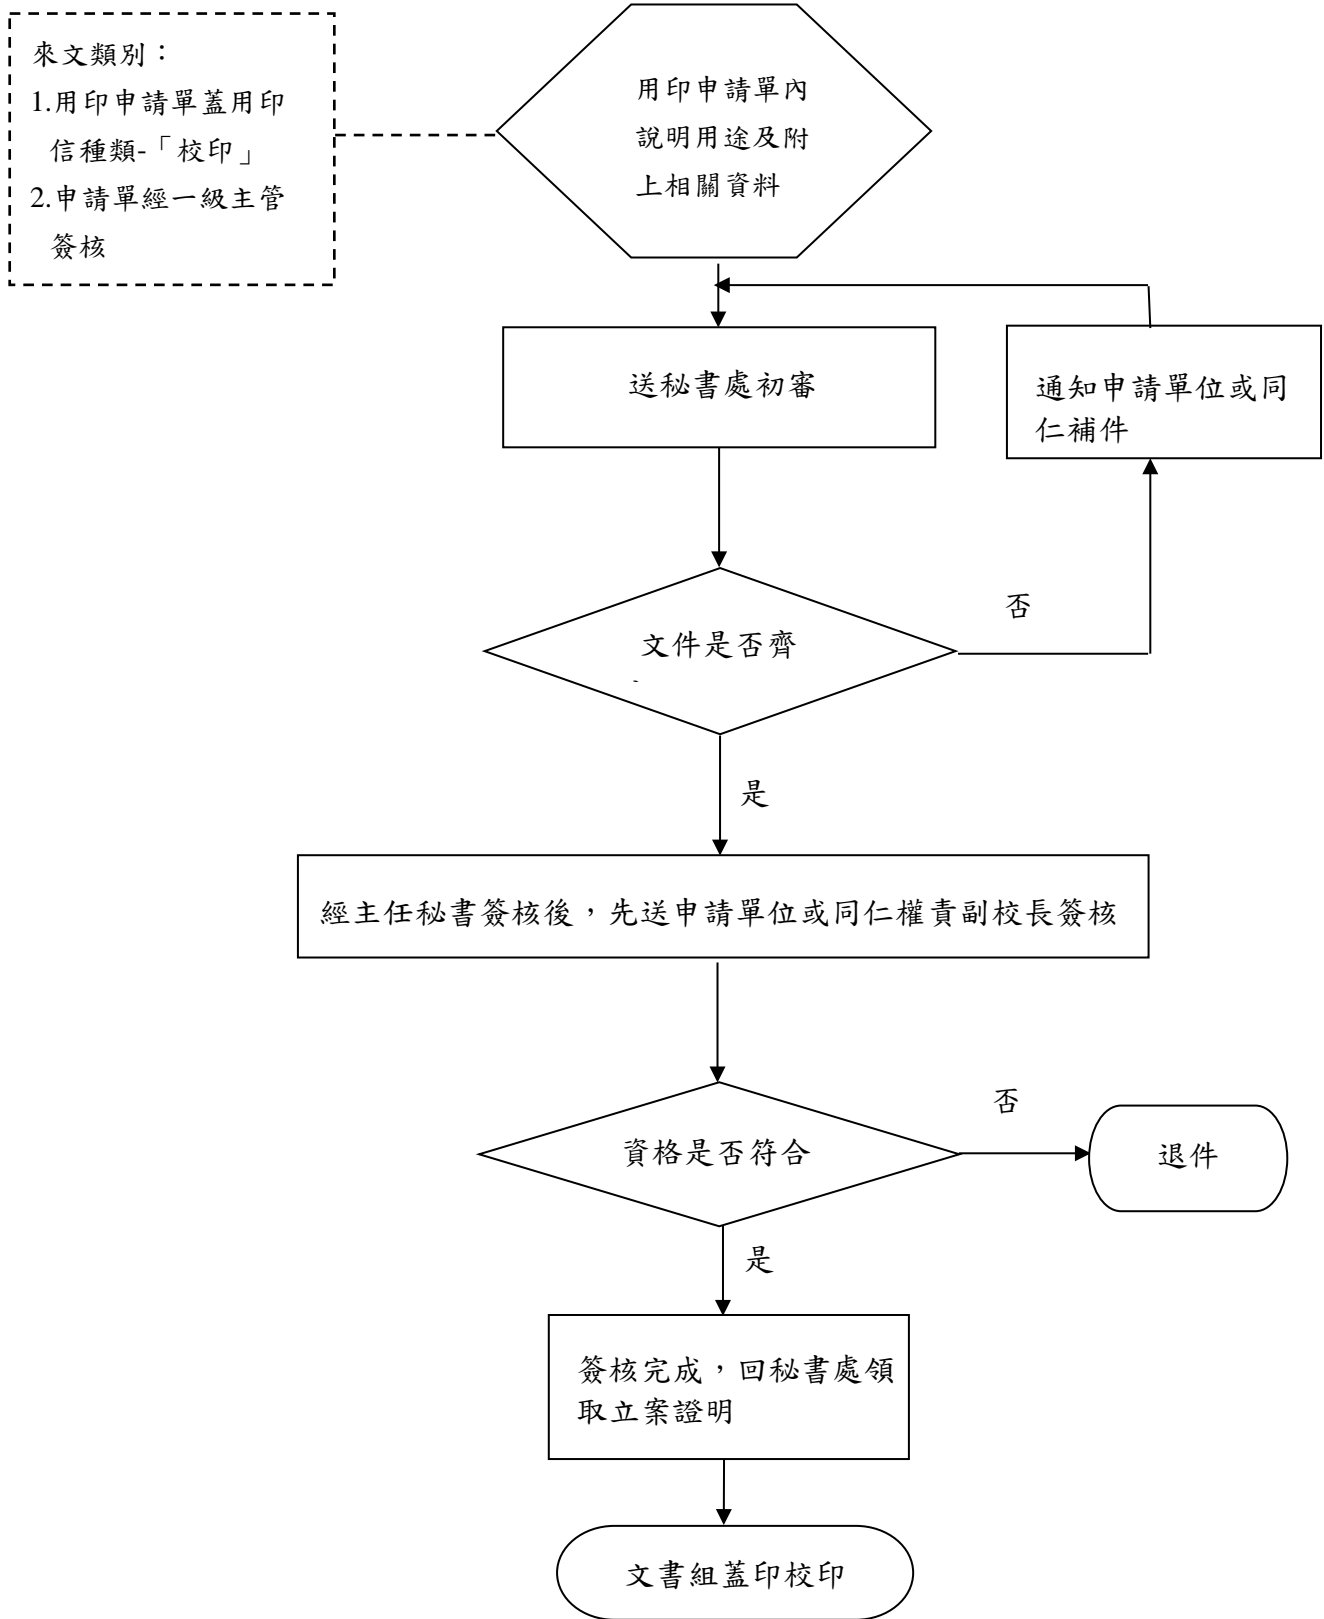 來文類別：
1.用印申請單蓋用印
信種類-「校印」
2.申請單經一級主管
簽核
用印申請單內
說明用途及附
上相關資料
送秘書處初審
通知申請單位或同
仁補件
文件是否齊
否
是
經主任秘書簽核後，先送申請單位或同仁權責副校長簽核
資格是否符合
否
退件
是
簽核完成，回秘書處領
取立案證明
文書組蓋印校印